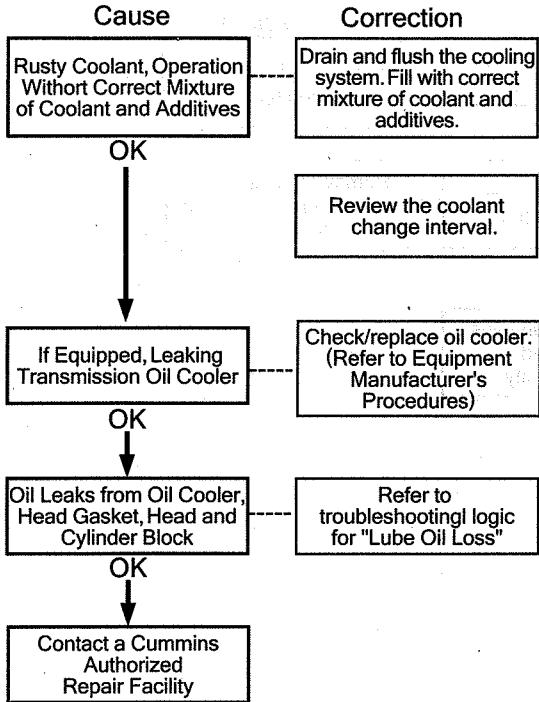 Cause
Correction
Rusty Coolant, Operation
Withort Correct Mixture
of Coolant and Additives
Drain and flush the cooling
system. Fill with correct
mixture of coolant and
additives.
OK
Review the coolant
change interval.
If Equipped, Leaking
Transmission Oil Cooler
Check/replace oil cooler.
(Refer to Equipment
Manufacturer's
Procedures)
OK
Oil Leaks from Oil Cooler,
Head Gasket, Head and
Cylinder Block
Refer to
troubleshootingl logic
for "Lube Oil Loss"
OK
Contact a Cummins
Authorized
Repair Facility